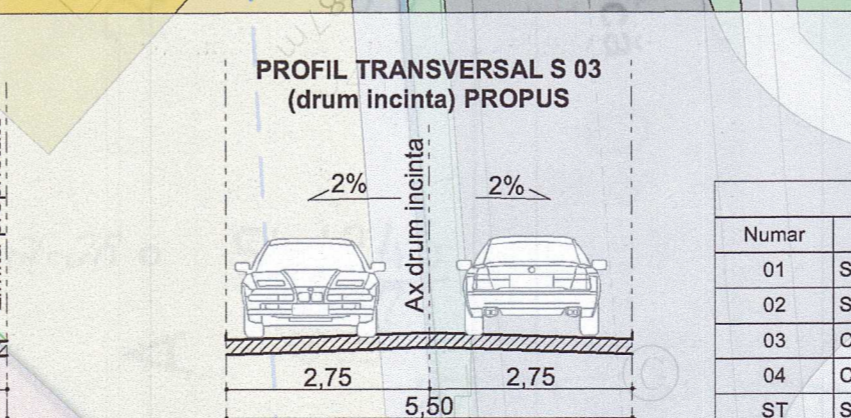 PROFIL TRANSVERSAL S 03
(drum incinta) PROPUS
2%
Ax drum incinta
2%
2,75
2,75
5,50
Numar
01 S
02 S
03 C
04 C
ST S